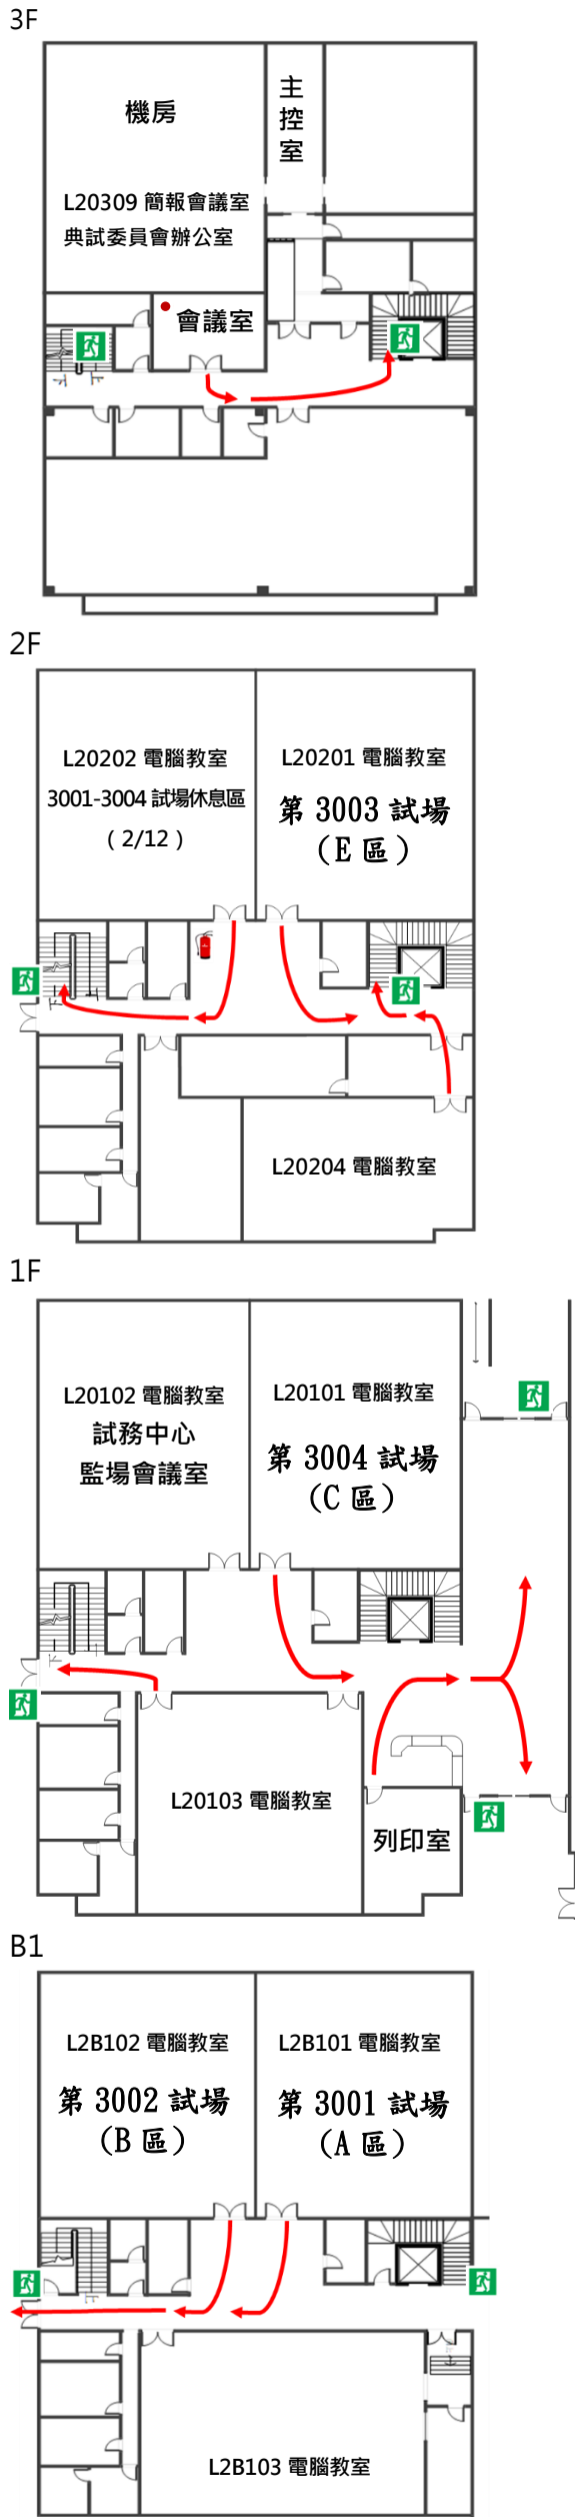 3F
機房
主控室
L20309 簡報會議室
典試委員會辦公室
會議室
2F
L20202 電腦教室
3001-3004 試場休息區
( 2/12 )
L20201 電腦教室
第 3003 試場
(E 區)
下
L20204 電腦教室
1F
L20102 電腦教室
試務中心
監場會議室
L20101 電腦教室
第 3004 試場
(C 區)
下
L20103 電腦教室
列印室
B1
L2B102 電腦教室
第 3002 試場
(B 區)
L2B101 電腦教室
第 3001 試場
(A 區)
L2B103 電腦教室